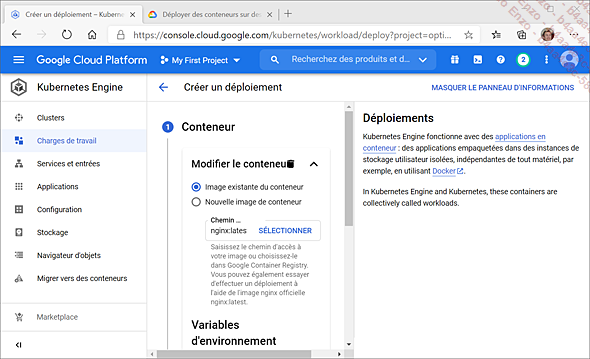 Créer un déploiement – Kubernetes
Déployer des conteneurs sur de
https://console.cloud.google.com/kubernetes/workload/deploy?project=opti...
Google Cloud Platform
My First Project
Recherchez des produits et d...
2
Kubernetes Engine
Créer un déploiement
MASQUER LE PANNEAU D'INFORMATIONS
Clusters
Charges de travail
Services et entrées
Applications
Configuration
Stockage
Navigateur d'objets
Migrer vers des conteneurs
Marketplace
1 Conteneur
Modifier le conteneu
Image existante du conteneur
Nouvelle image de conteneur
Chemin ...
nginx:lates
SÉLECTIONNER
Saisissez le chemin d'accès à
votre image ou choisissez-le
dans Google Container Registry.
Vous pouvez également essayer
d'effectuer un déploiement à
l'aide de l'image nginx officielle
nginx:latest.
Variables
d'environnement
Déploiements
Kubernetes Engine fonctionne avec des applications en
conteneur : des applications empaquetées dans des instances de
stockage utilisateur isolées, indépendantes de tout matériel, par
exemple, en utilisant Docker.
In Kubernetes Engine and Kubernetes, these containers are
collectively called workloads.